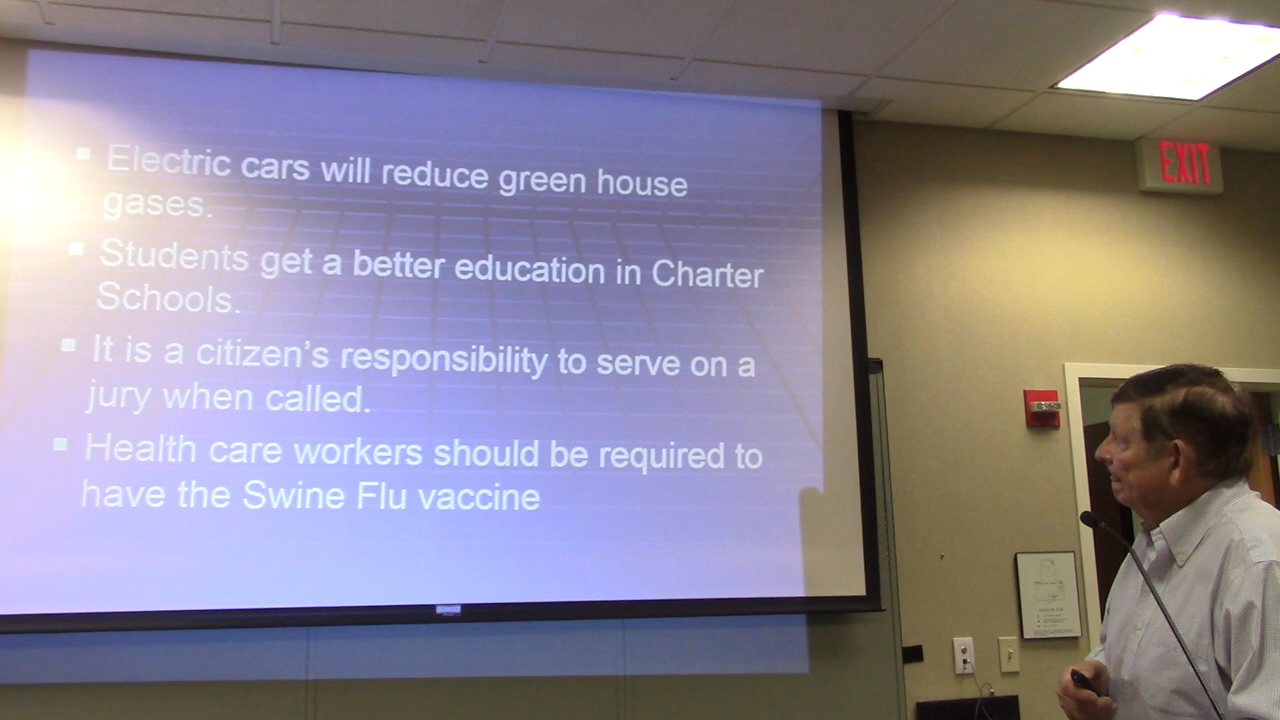 Electric cars will reduce green house
gases.
Students get a better education in Charter
Schools.
It is a citizen's responsibility to serve on a
jury when called.
Health care workers should be required to
have the Swine Flu vaccine
EXIT